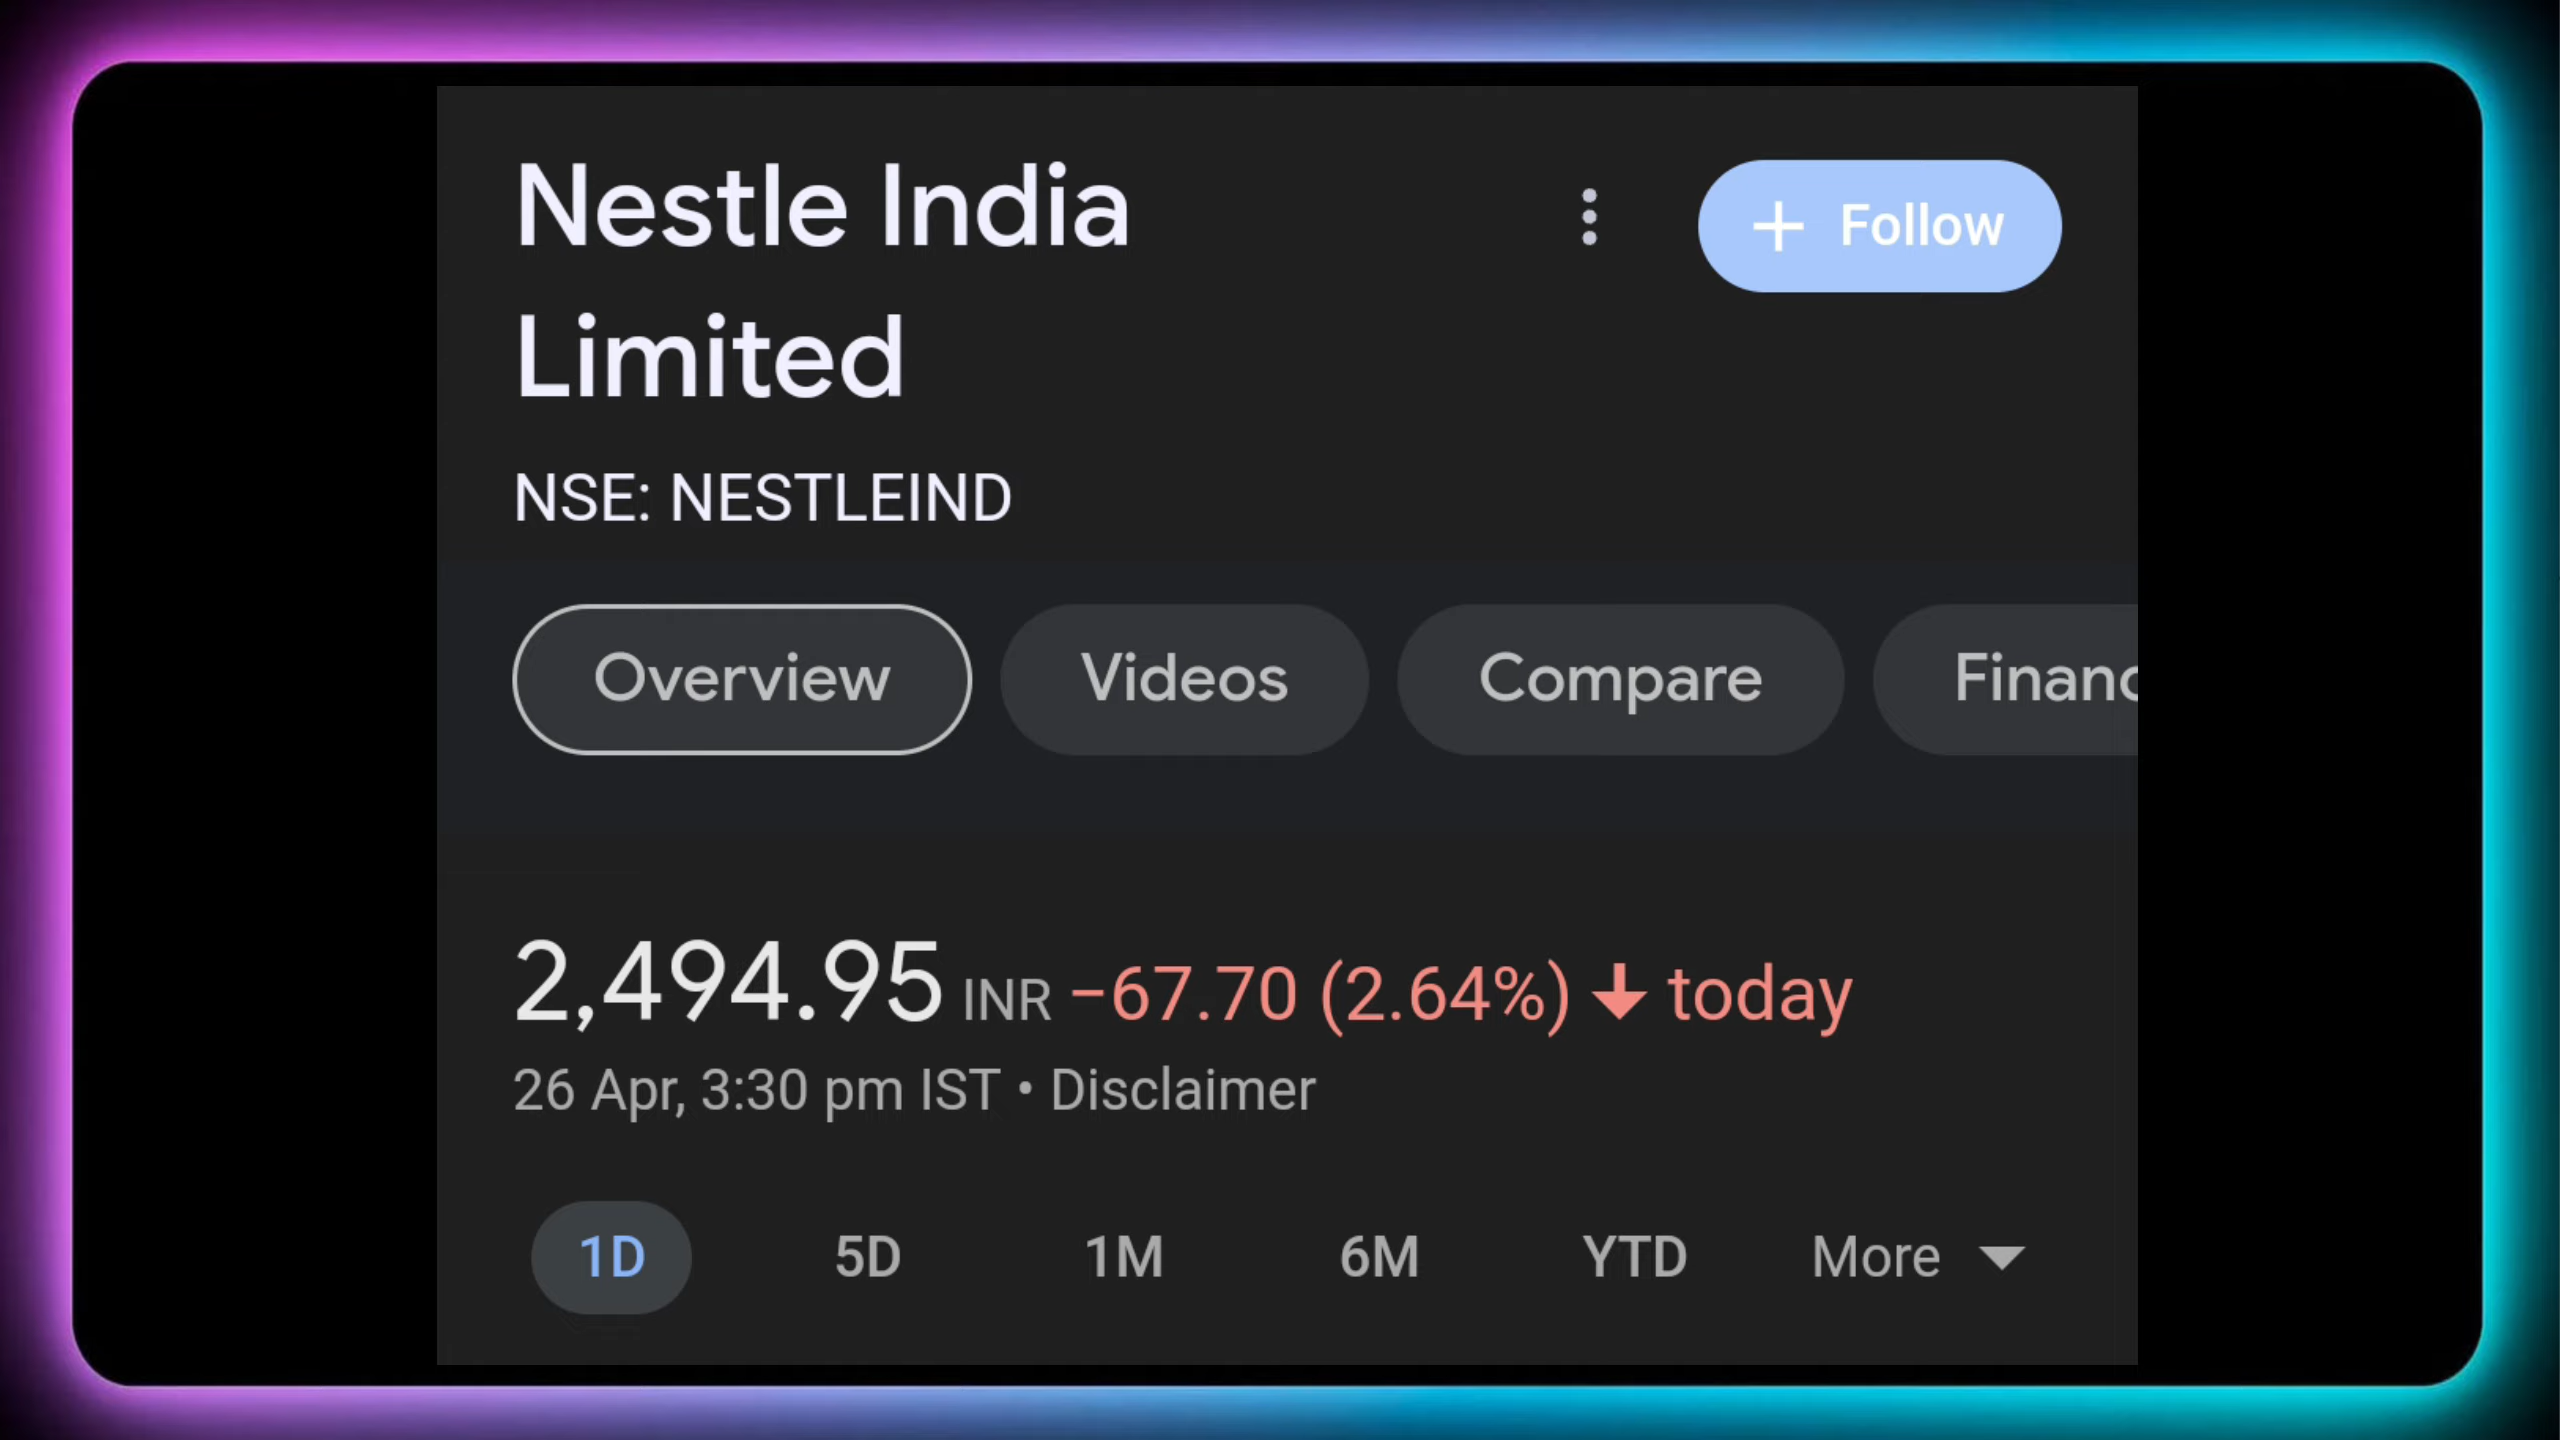 Nestle India
Limited
+ Follow
NSE: NESTLEIND
Overview Videos Compare Financ
2,494.95 INR −67.70 (2.64%) ↓ today
26 Apr, 3:30 pm IST • Disclaimer
1D 5D 1M 6M YTD More